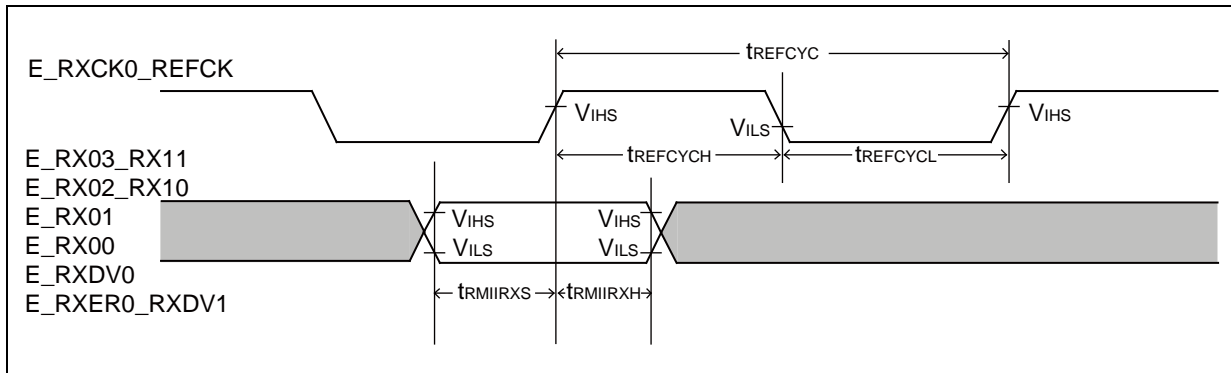 tREFCYC
E_RXCK0_REFCK
VIHS
VILS
VIHS
tREFCYCH
tREFCYCL
E_RX03_RX11
E_RX02_RX10
E_RX01
VIHS
VIHS
E_RX00
VILS
VILS
E_RXDV0
E_RXER0_RXDV1
tRMIIRXS
tRMIIRXH